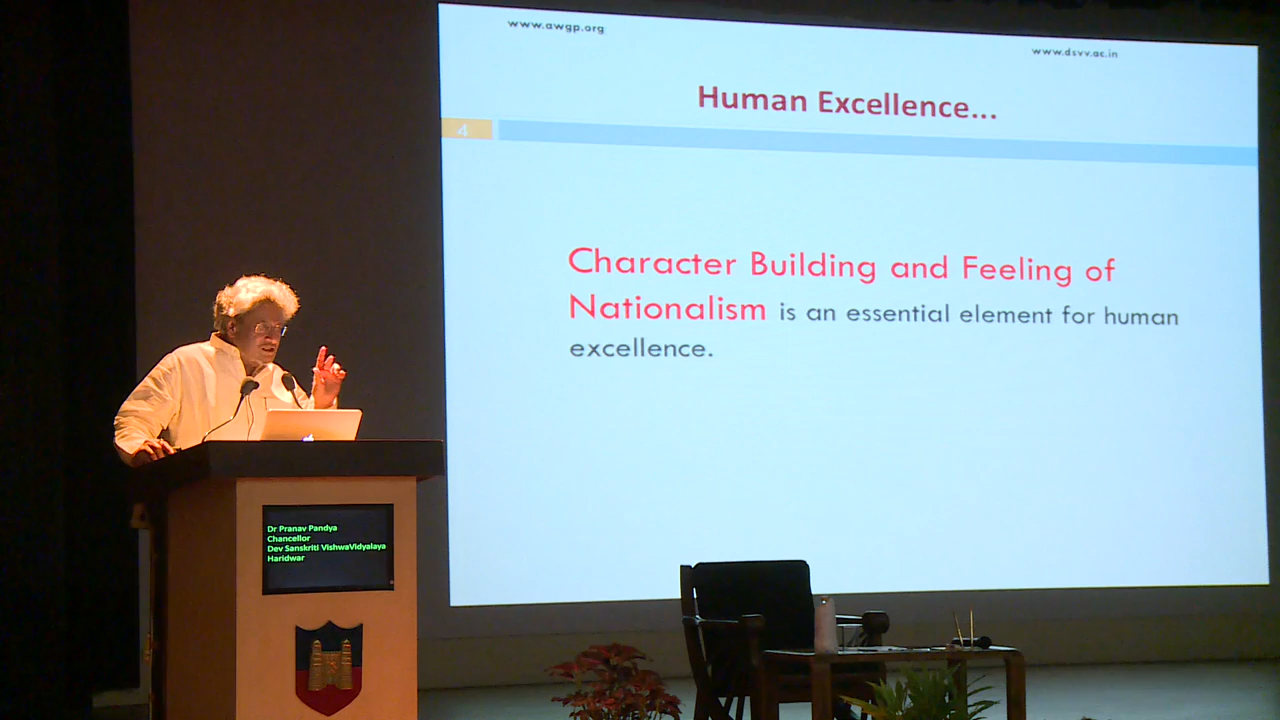 www.awgp.org
www.dsvv.ac.in
Human Excellence...
4
Character Building and Feeling of
Nationalism is an essential element for human
excellence.
Dr Pranav Pandya
Chancellor
Dev Sanskriti VishwaVidyalaya
Haridwar